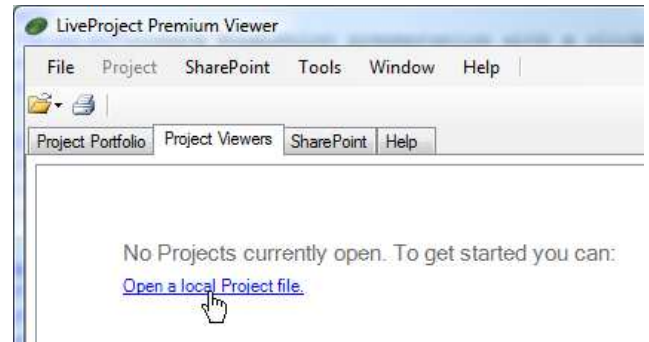 LiveProject Premium Viewer
File Project SharePoint Tools Window Help
Project Portfolio Project Viewers SharePoint Help
No Projects currently open. To get started you can:
Open a local Project file.